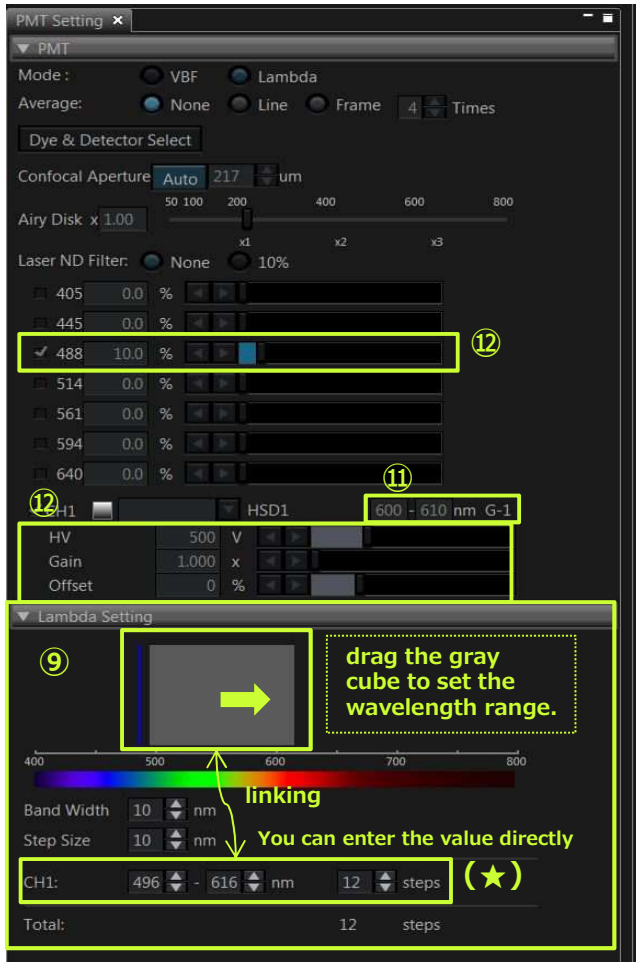 PMT Setting ×
▼ PMT
Mode : VBF Lambda
Average: None Line Frame 4 Times
Dye & Detector Select
Confocal Aperture Auto 217 um
50 100 200 400 600 800
Airy Disk x 1.00
x1 x2 x3
Laser ND Filter: None 10%
405 0.0 %
445 0.0 %
488 10.0 % ⑫
514 0.0 %
561 0.0 %
594 0.0 %
640 0.0 %
⑪
⑫ CH1 HSD1 600 - 610 nm G-1
HV 500 V
Gain 1.000 x
Offset 0 %
▼ Lambda Setting
⑨
drag the gray
cube to set the
wavelength range.
400 500 600 700 800
linking
Band Width 10 nm
Step Size 10 nm You can enter the value directly
CH1: 496 - 616 nm 12 steps (★)
Total: 12 steps